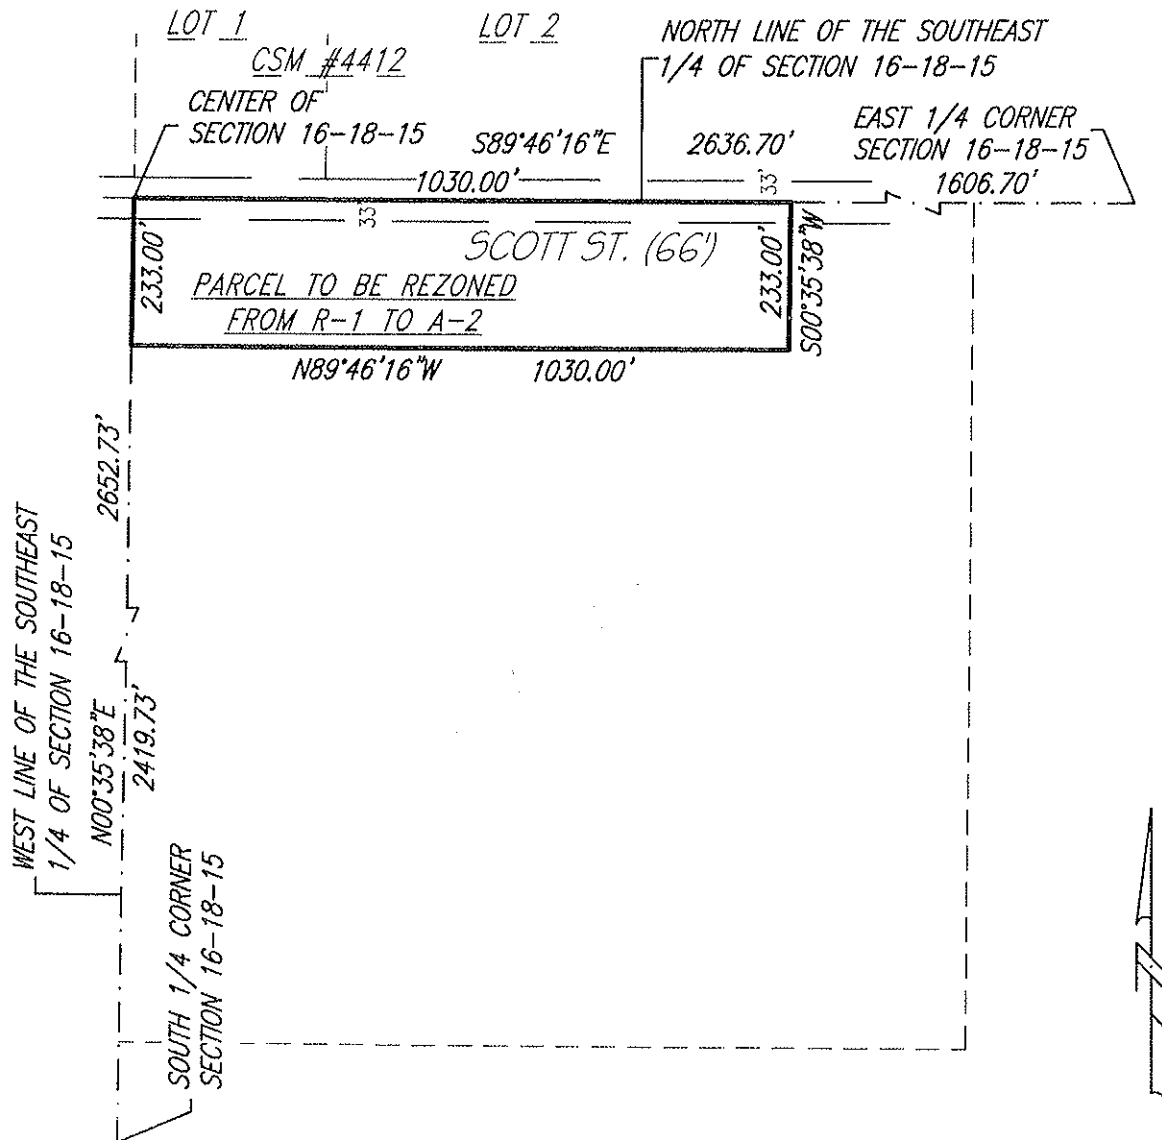 LOT 1
LOT 2
CSM #4412
NORTH LINE OF THE SOUTHEAST
1/4 OF SECTION 16-18-15
CENTER OF
SECTION 16-18-15
EAST 1/4 CORNER
SECTION 16-18-15
S89°46'16"E
2636.70'
1030.00'
33'
1606.70'
33'
SCOTT ST. (66')
233.00'
233.00'
S00°35'38"W
PARCEL TO BE REZONED
FROM R-1 TO A-2
N89°46'16"W
1030.00'
2652.73'
WEST LINE OF THE SOUTHEAST
1/4 OF SECTION 16-18-15
N00°35'38"E
2419.73'
SOUTH 1/4 CORNER
SECTION 16-18-15